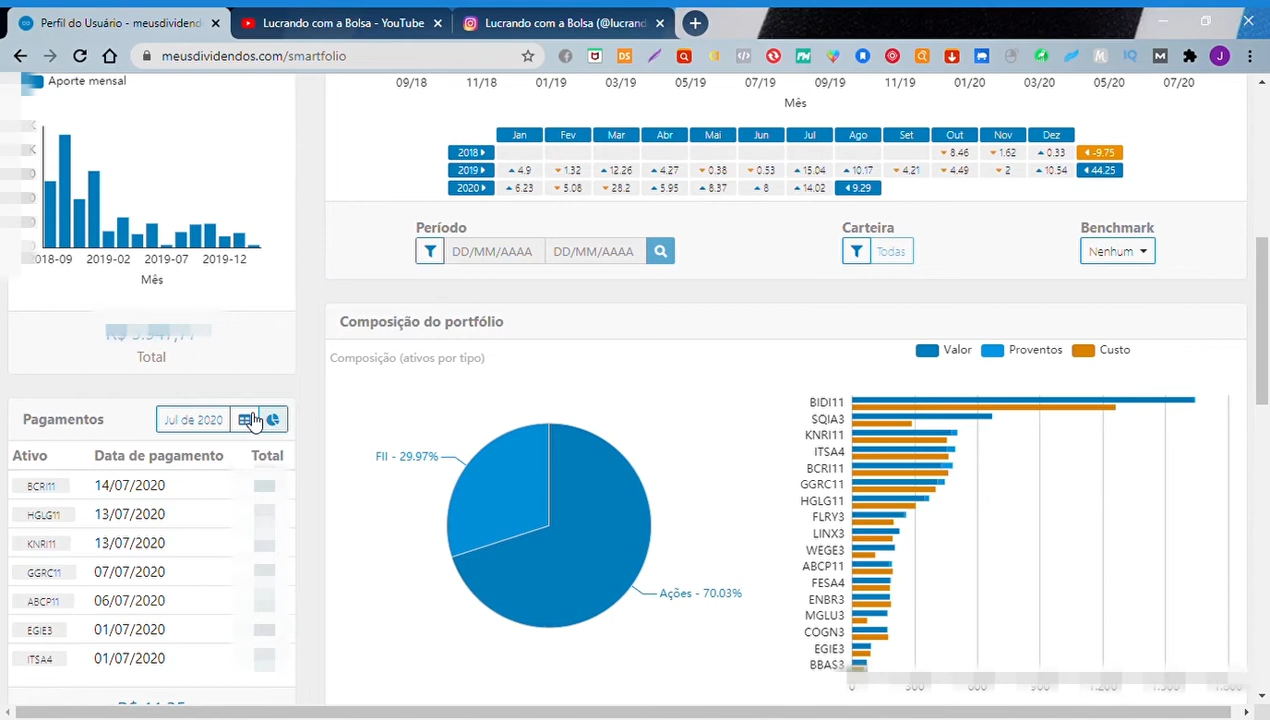 Perfil do Usuário - meusdividend
Lucrando com a Bolsa - YouTube
Lucrando com a Bolsa (@lucrand
meusdividendos.com/smartfolio
Aporte mensal
2018-09 2019-02 2019-07 2019-12
Mês
Total
Pagamentos
Jul de 2020
Ativo Data de pagamento Total
BCRI11 14/07/2020
HGLG11 13/07/2020
KNRI11 13/07/2020
GGRC11 07/07/2020
ABCP11 06/07/2020
EGIE3 01/07/2020
ITSA4 01/07/2020
09/18 11/18 01/19 03/19 05/19 07/19 09/19 11/19 01/20 03/20 05/20 07/20
Mês
Jan Fev Mar Abr Mai Jun Jul Ago Set Out Nov Dez
2018 8.46 1.62 0.33 -9.75
2019 4.9 1.32 12.26 4.27 0.38 0.53 15.04 10.17 4.21 4.49 2 10.54 44.25
2020 6.23 5.08 28.2 5.95 8.37 8 14.02 9.29
Período Carteira Benchmark
DD/MM/AAAA DD/MM/AAAA Todas Nenhum
Composição do portfólio
Composição (ativos por tipo)
FII - 29.97%
Ações - 70.03%
Valor Proventos Custo
BIDI11
SQIA3
KNRI11
ITSA4
BCRI11
GGRC11
HGLG11
FLRY3
LINX3
WEGE3
ABCP11
FESA4
ENBR3
MGLU3
COGN3
EGIE3
BBAS3
0 300 600 900 1.200 1.500 1.800